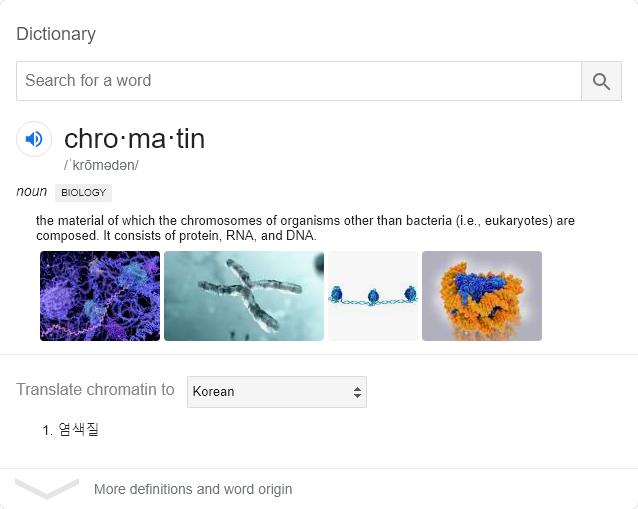 Dictionary
Search for a word
chro·ma·tin
/ˈkrōmədən/
noun BIOLOGY
the material of which the chromosomes of organisms other than bacteria (i.e., eukaryotes) are
composed. It consists of protein, RNA, and DNA.
Translate chromatin to Korean
1. 염색질
More definitions and word origin